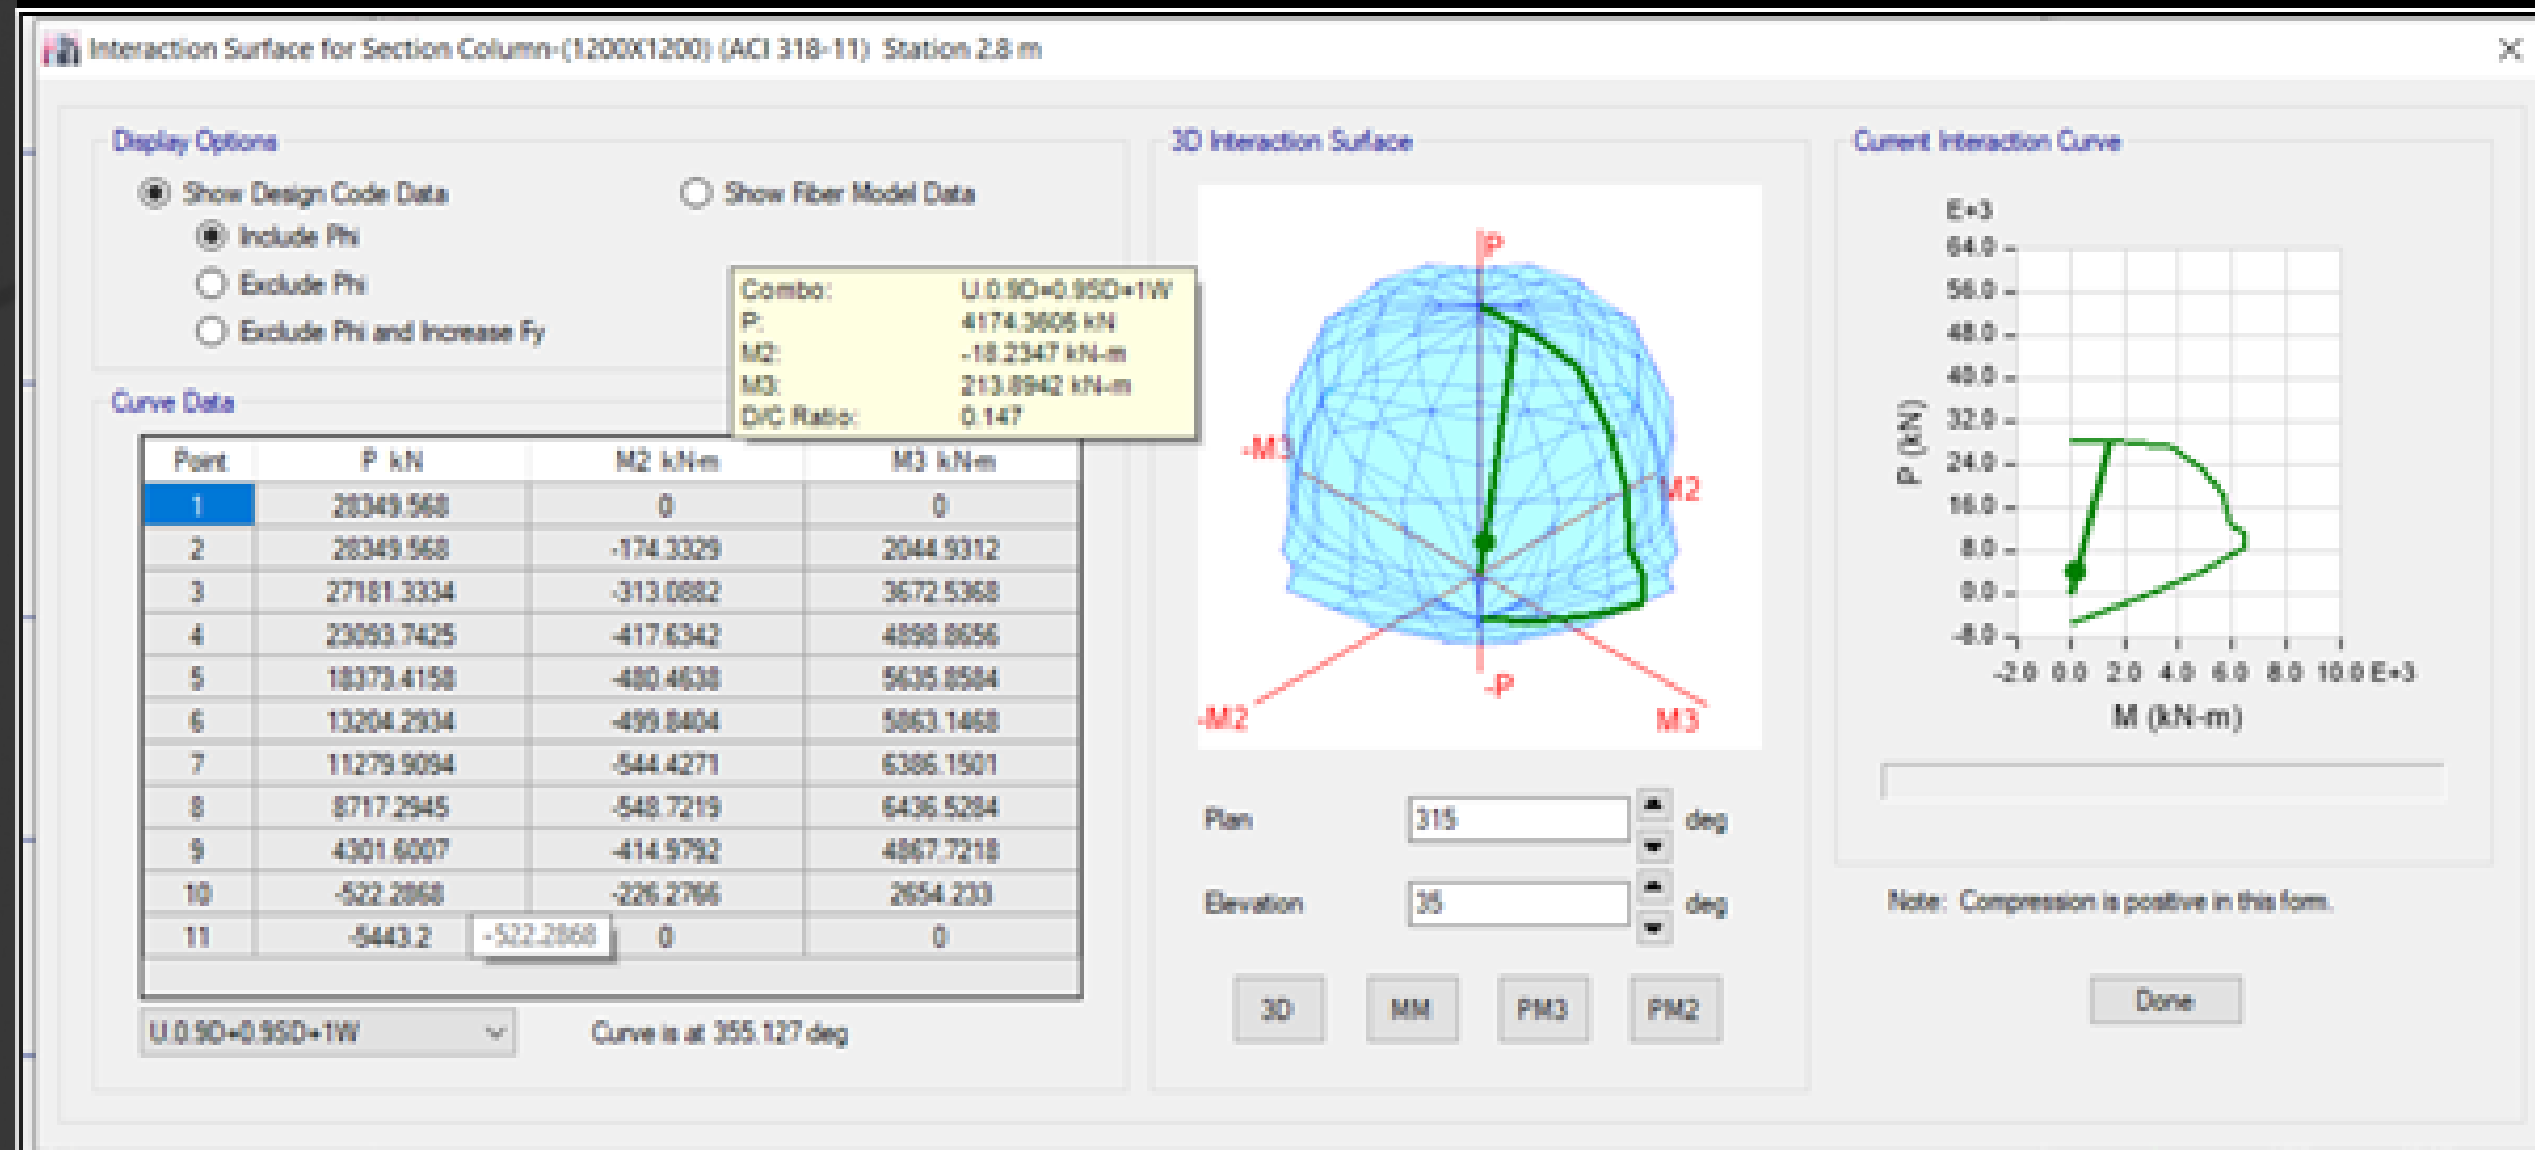 Interaction Surface for Section Column-(1200X1200) (ACI 318-11) Station 2.8 m
Display Options
Show Design Code Data
Show Fiber Model Data
Include Phi
Exclude Phi
Exclude Phi and Increase Fy
Combo: U.0.9D+0.9SD+1W
P: 4174.3606 kN
M2: -18.2347 kN-m
M3: 213.8942 kN-m
D/C Ratio: 0.147
Curve Data
Point P kN M2 kN-m M3 kN-m
1 28349.568 0 0
2 28349.568 -174.3329 2044.9312
3 27181.3334 -313.0882 3672.5368
4 23093.7425 -417.6342 4898.8656
5 18373.4158 -480.4638 5635.8584
6 13204.2934 -499.8404 5863.1468
7 11279.9094 -544.4271 6386.1501
8 8717.2945 -548.7219 6436.5284
9 4301.6007 -414.9792 4867.7218
10 -522.2868 -226.2766 2654.233
11 -5443.2 0 0
-522.2868
U.0.9D+0.9SD+1W
Curve is at 355.127 deg
3D Interaction Surface
P
-M3
M2
-P
-M2
M3
Plan 315 deg
Elevation 35 deg
3D MM PM3 PM2
Current Interaction Curve
E+3
64.0
56.0
48.0
40.0
32.0
24.0
16.0
8.0
0.0
-8.0
P (kN)
-2.0 0.0 2.0 4.0 6.0 8.0 10.0 E+3
M (kN-m)
Note: Compression is positive in this form.
Done